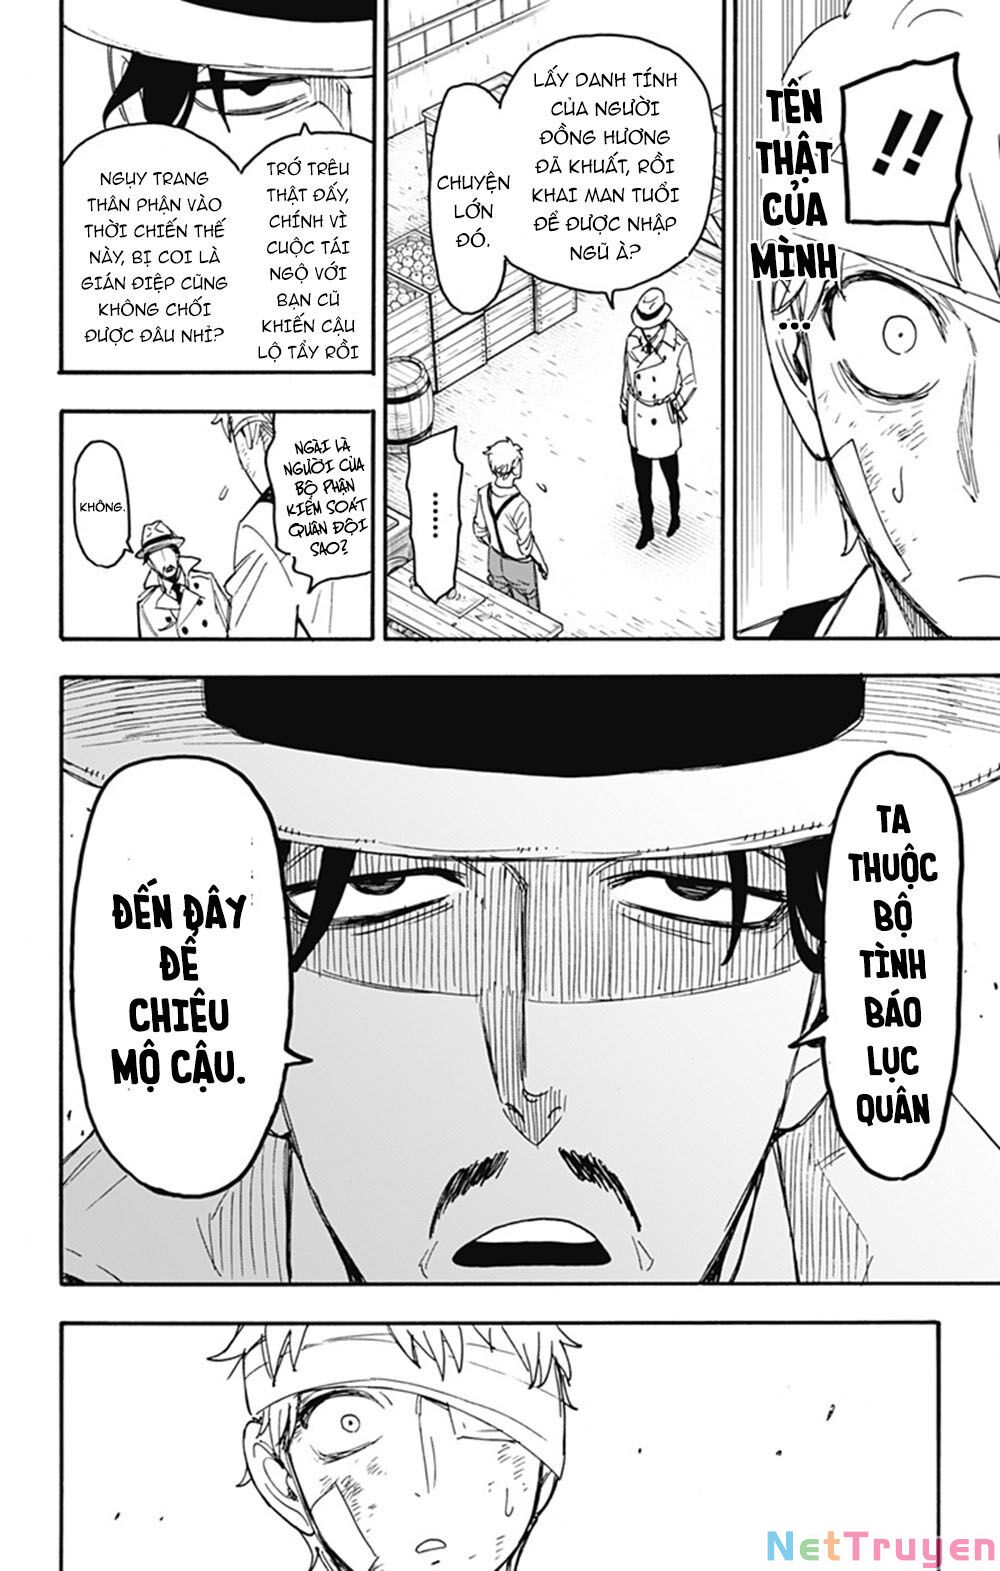 !!
TÊN
THẬT
CỦA
MÌNH
...
LẤY DANH TÍNH
CỦA NGƯỜI
ĐỒNG HƯƠNG
ĐÃ KHUẤT, RỒI
KHAI MAN TUỔI
ĐỂ ĐƯỢC NHẬP
NGŨ À?
CHUYỆN
LỚN
ĐÓ.
......
TRỚ TRÊU
THẬT ĐẤY,
CHÍNH VÌ
CUỘC TÁI
NGỘ VỚI
BẠN CŨ
KHIẾN CẬU
LỘ TẨY RỒI
NGỤY TRANG
THÂN PHẬN VÀO
THỜI CHIẾN THẾ
NÀY, BỊ COI LÀ
GIÁN ĐIỆP CŨNG
KHÔNG CHỐI
ĐƯỢC ĐÂU NHỈ?
NGÀI LÀ
NGƯỜI CỦA
BỘ PHẬN
KIỂM SOÁT
QUÂN ĐỘI
SAO?
KHÔNG.
TA
THUỘC
BỘ
TÌNH
BÁO
LỤC
QUÂN
ĐẾN ĐÂY
ĐỂ
CHIÊU
MỘ CẬU.
NetTruyen